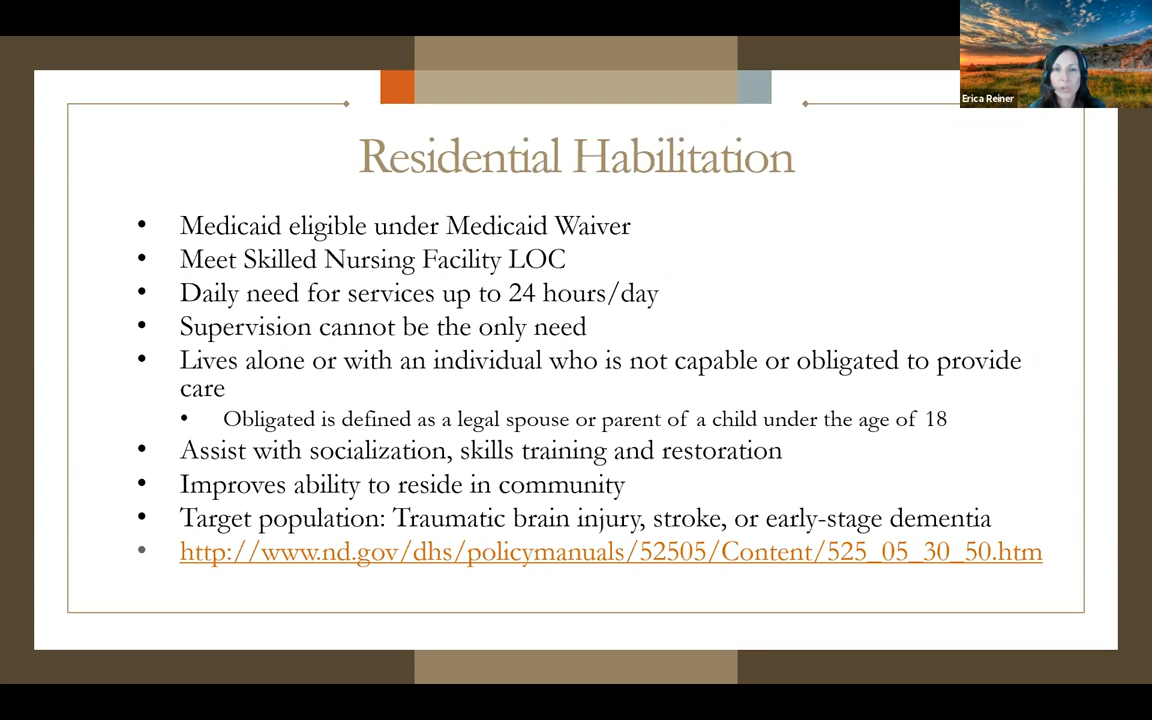 Erica Reiner
Residential Habilitation
• Medicaid eligible under Medicaid Waiver
• Meet Skilled Nursing Facility LOC
• Daily need for services up to 24 hours/day
• Supervision cannot be the only need
• Lives alone or with an individual who is not capable or obligated to provide
care
• Obligated is defined as a legal spouse or parent of a child under the age of 18
• Assist with socialization, skills training and restoration
• Improves ability to reside in community
• Target population: Traumatic brain injury, stroke, or early-stage dementia
• http://www.nd.gov/dhs/policymanuals/52505/Content/525_05_30_50.htm